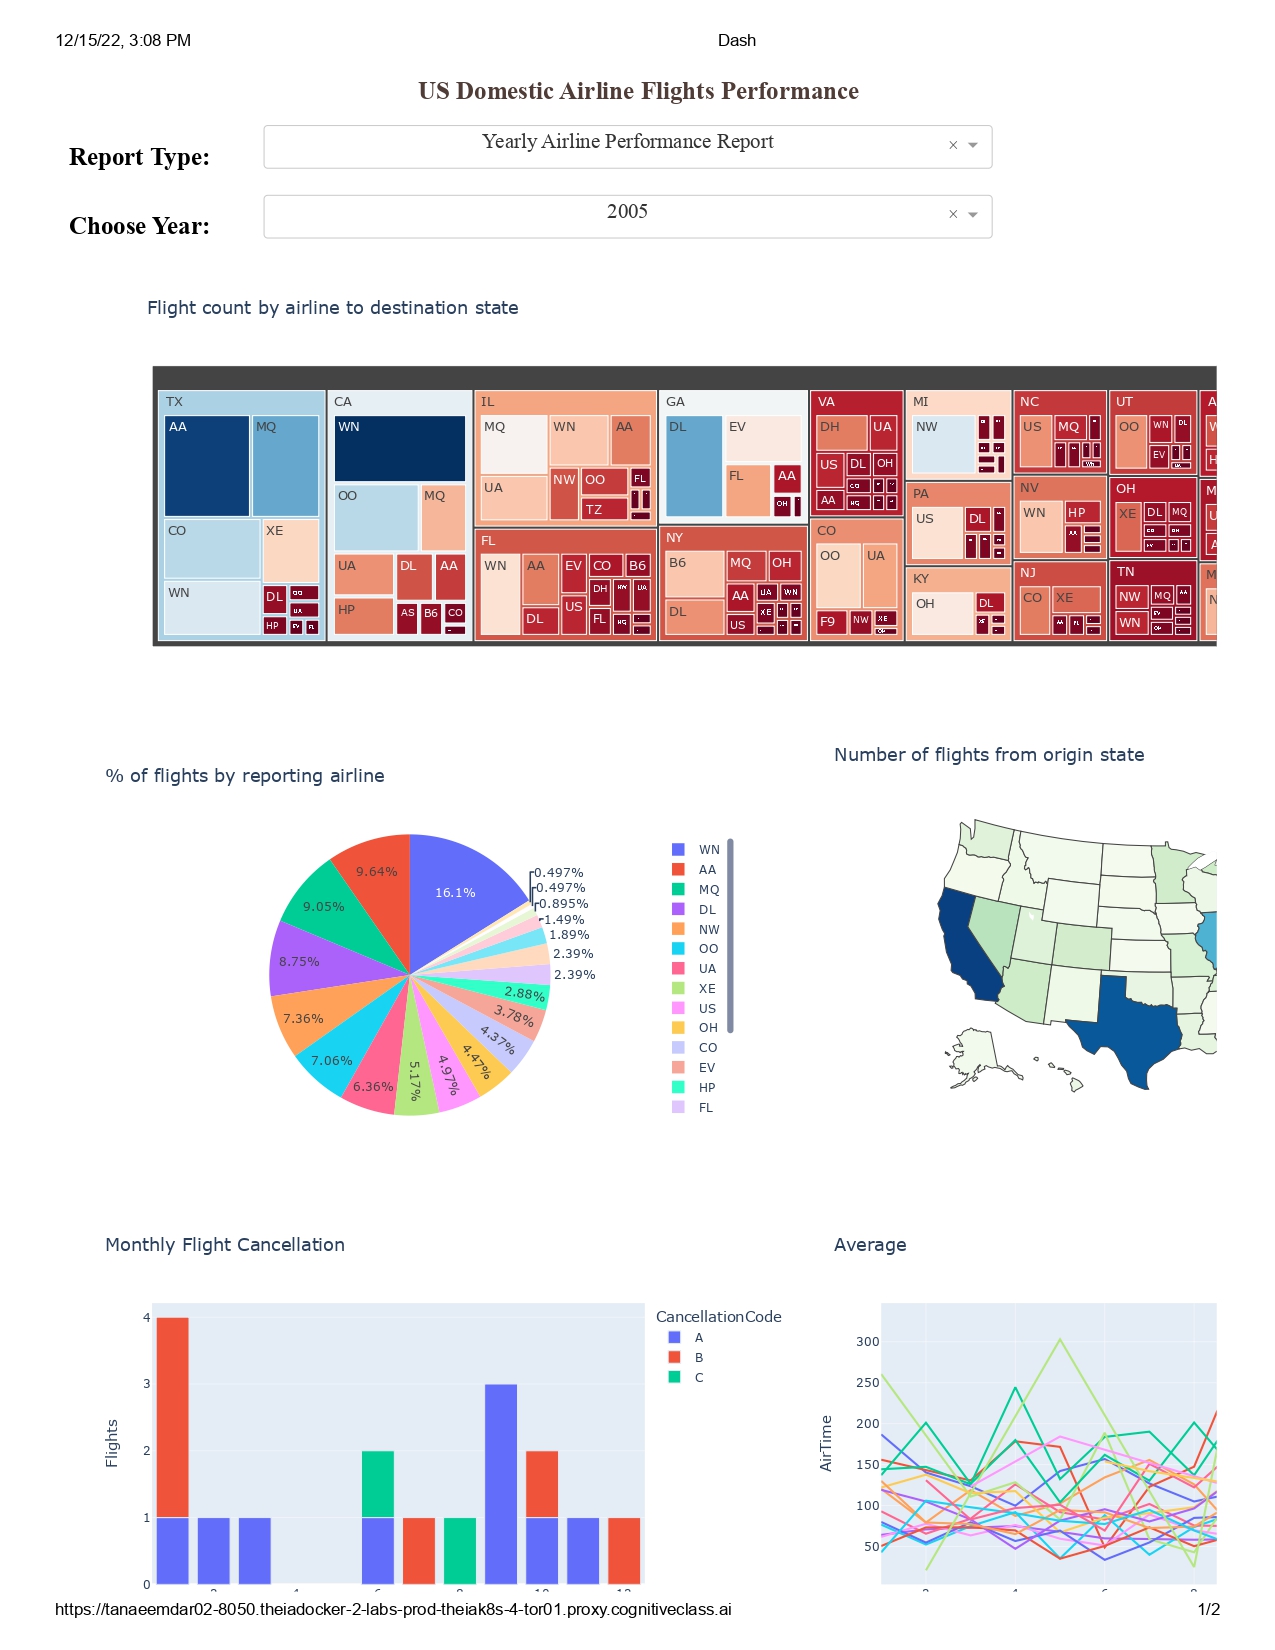 12/15/22, 3:08 PM Dash
US Domestic Airline Flights Performance
Report Type: Yearly Airline Performance Report ×
Choose Year: 2005 ×
Flight count by airline to destination state
TX
AA MQ
CO XE
WN DL
HP
CA
WN
OO MQ
UA DL AA
HP AS B6 CO
IL
MQ WN AA
UA NW OO FL
TZ
FL
WN AA EV CO B6
DH NW UA
DL US FL
GA
DL EV
FL AA
OH
NY
B6 MQ OH
DL AA UA WN
US XE
VA
DH UA
US DL OH
AA CO
CO
OO UA
F9 NW XE
MI
NW
PA
US DL
KY
OH DL
XE
NC
US MQ
NV
WN HP
AA
NJ
CO XE
UT
OO WN DL
EV
OH
XE DL MQ
TN
NW MQ AA
WN
% of flights by reporting airline
16.1%
9.64%
9.05%
8.75%
7.36%
7.06%
6.36%
5.17%
4.97%
4.47%
4.37%
3.78%
2.88%
2.39%
2.39%
1.89%
1.49%
0.895%
0.497%
0.497%
WN
AA
MQ
DL
NW
OO
UA
XE
US
OH
CO
EV
HP
FL
Number of flights from origin state
Monthly Flight Cancellation
Flights
4
3
2
1
0
CancellationCode
A
B
C
Average
AirTime
300
250
200
150
100
50
https://tanaeemdar02-8050.theiadocker-2-labs-prod-theiak8s-4-tor01.proxy.cognitiveclass.ai 1/2